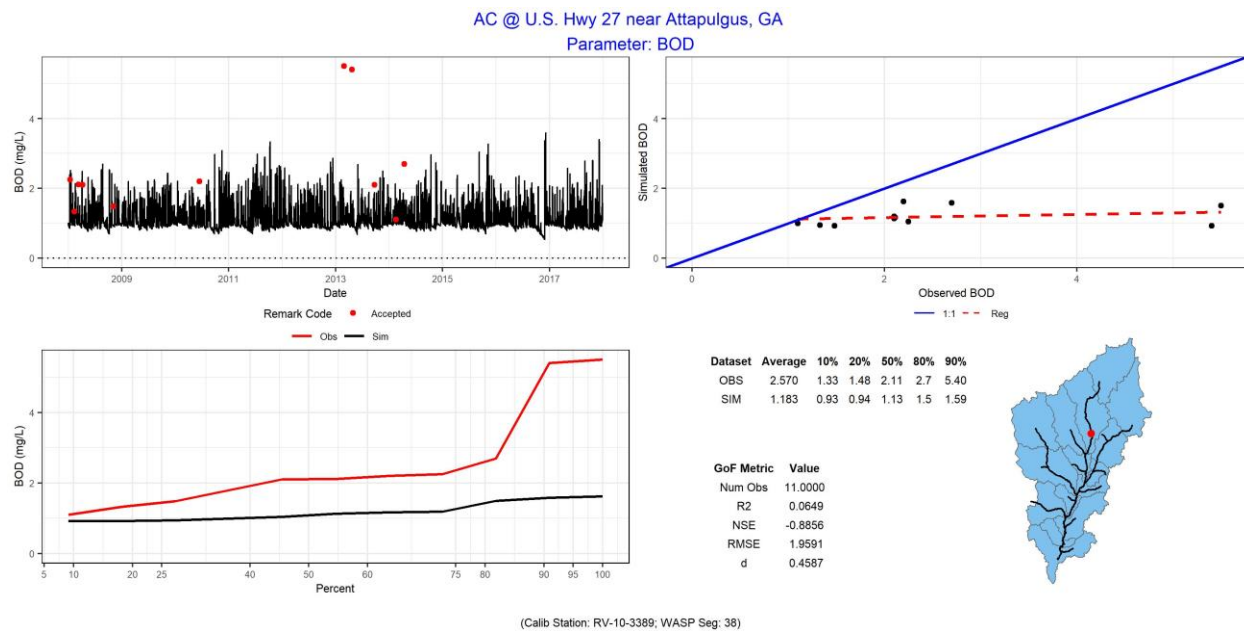 AC @ U.S. Hwy 27 near Attapulgus, GA
Parameter: BOD
BOD (mg/L)
4
2
0
2009 2011 2013 2015 2017
Date
Remark Code Accepted
Simulated BOD
4
2
0
0 2 4
Observed BOD
1:1 Reg
Obs Sim
BOD (mg/L)
4
2
0
5 10 20 25 40 50 60 75 80 90 95 100
Percent
Dataset Average 10% 20% 50% 80% 90%
OBS 2.570 1.33 1.48 2.11 2.7 5.40
SIM 1.183 0.93 0.94 1.13 1.5 1.59
GoF Metric Value
Num Obs 11.0000
R2 0.0649
NSE -0.8856
RMSE 1.9591
d 0.4587
(Calib Station: RV-10-3389; WASP Seg: 38)